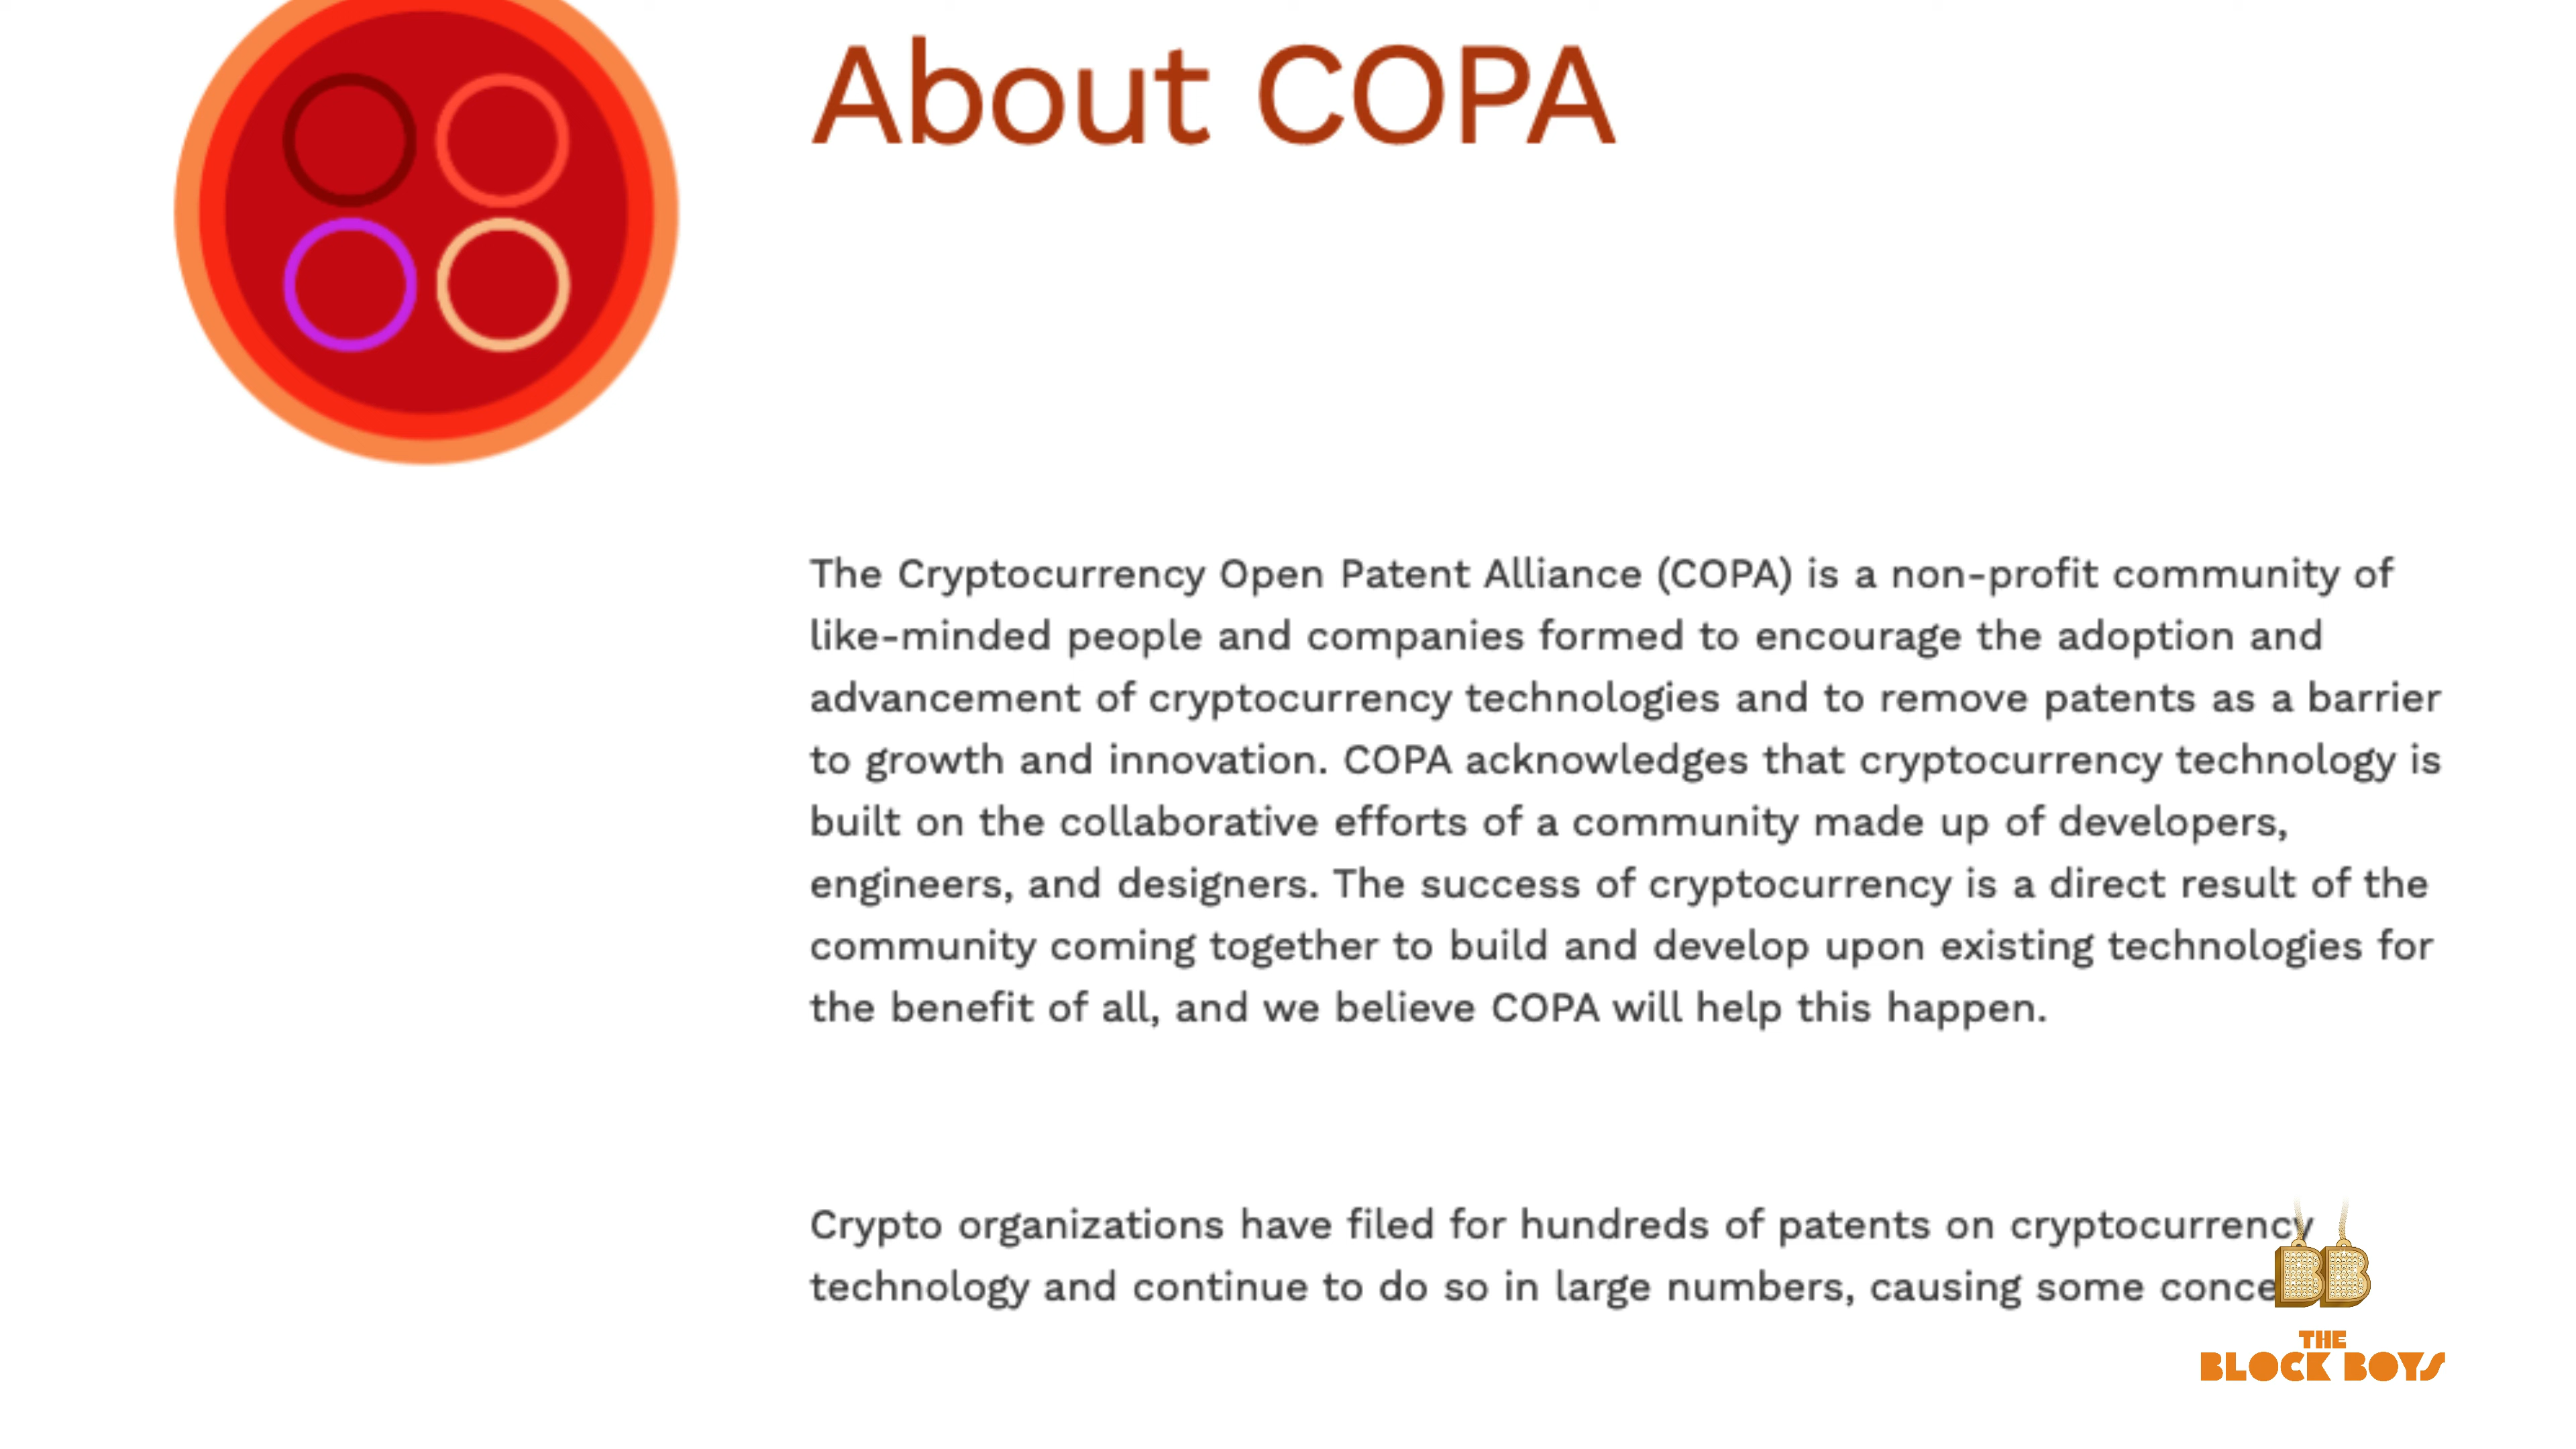 About COPA
The Cryptocurrency Open Patent Alliance (COPA) is a non-profit community of
like-minded people and companies formed to encourage the adoption and
advancement of cryptocurrency technologies and to remove patents as a barrier
to growth and innovation. COPA acknowledges that cryptocurrency technology is
built on the collaborative efforts of a community made up of developers,
engineers, and designers. The success of cryptocurrency is a direct result of the
community coming together to build and develop upon existing technologies for
the benefit of all, and we believe COPA will help this happen.
Crypto organizations have filed for hundreds of patents on cryptocurrency
technology and continue to do so in large numbers, causing some
BB
THE
BLOCK BOYS